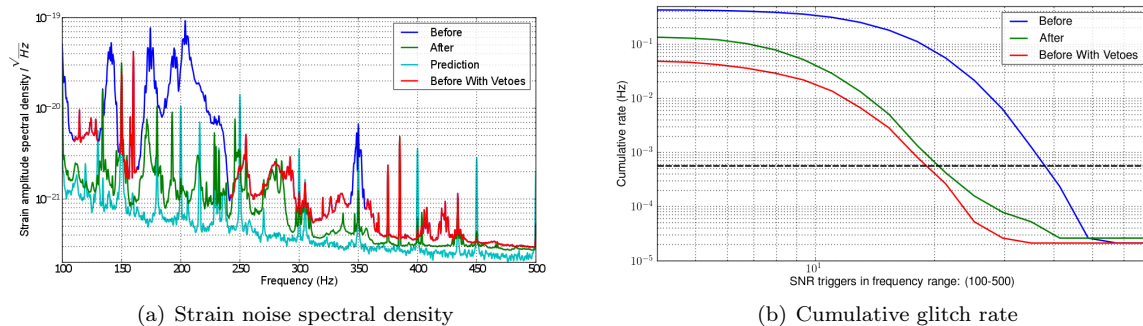 10⁻¹⁹
10⁻²⁰
10⁻²¹
Strain amplitude spectral density /√Hz
Before
After
Prediction
Before With Vetoes
100 150 200 250 300 350 400 450 500
Frequency (Hz)
(a) Strain noise spectral density
10⁻¹
10⁻²
10⁻³
10⁻⁴
10⁻⁵
Cumulative rate (Hz)
Before
After
Before With Vetoes
10¹
SNR triggers in frequency range: (100-500)
(b) Cumulative glitch rate